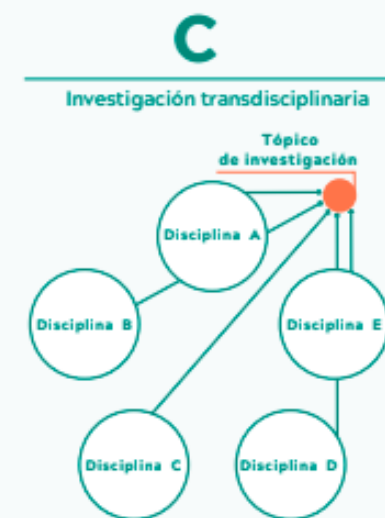 C
Investigación transdisciplinaria
Tópico
de investigación
Disciplina A
Disciplina B
Disciplina E
Disciplina C
Disciplina D